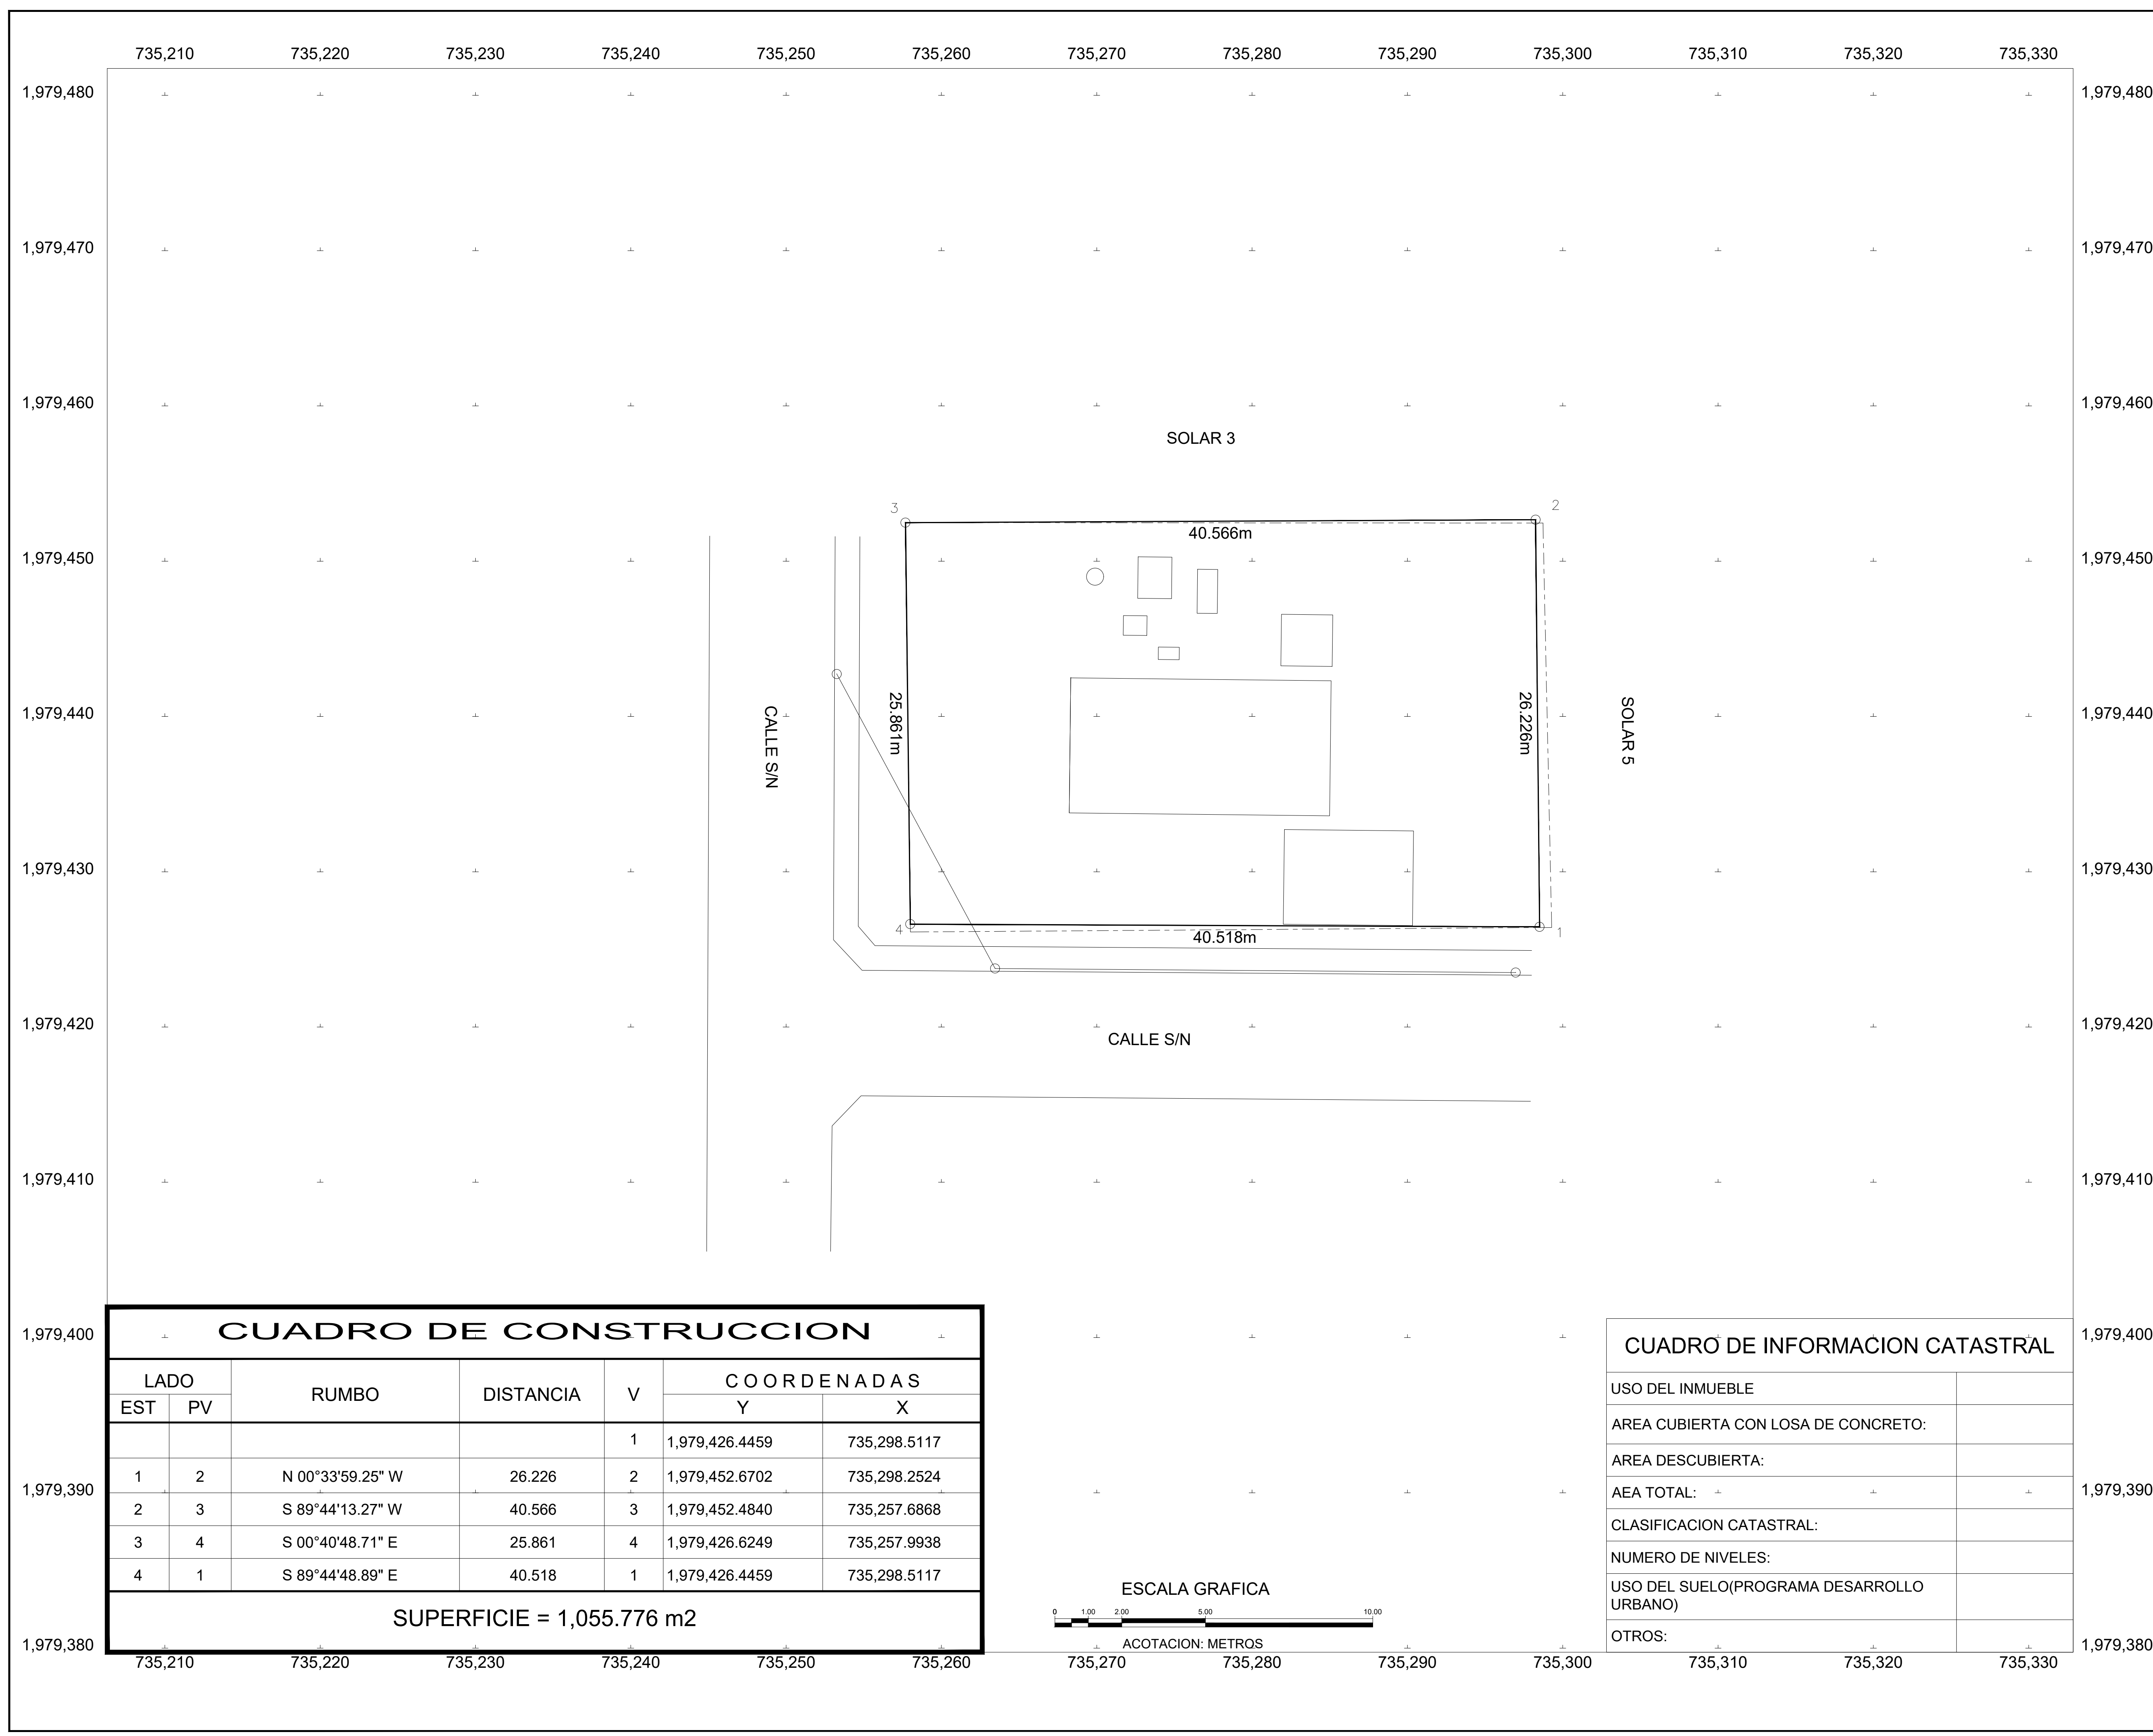 735,210 735,220 735,230 735,240 735,250 735,260 735,270 735,280 735,290 735,300 735,310 735,320 735,330
1,979,480 1,979,480
1,979,470 1,979,470
1,979,460 1,979,460
SOLAR 3
3 2
40.566m
1,979,450 1,979,450
1,979,440 1,979,440
CALLE S/N
25.861m
26.226m
SOLAR 5
1,979,430 1,979,430
4 1
40.518m
1,979,420 1,979,420
CALLE S/N
1,979,410 1,979,410
1,979,400 1,979,400
1,979,390 1,979,390
1,979,380 1,979,380
CUADRO DE CONSTRUCCION
LADO RUMBO DISTANCIA V COORDENADAS
EST PV Y X
1 1,979,426.4459 735,298.5117
1 2 N 00°33'59.25" W 26.226 2 1,979,452.6702 735,298.2524
2 3 S 89°44'13.27" W 40.566 3 1,979,452.4840 735,257.6868
3 4 S 00°40'48.71" E 25.861 4 1,979,426.6249 735,257.9938
4 1 S 89°44'48.89" E 40.518 1 1,979,426.4459 735,298.5117
SUPERFICIE = 1,055.776 m2
ESCALA GRAFICA
0 1.00 2.00 5.00 10.00
ACOTACION: METROS
CUADRO DE INFORMACION CATASTRAL
USO DEL INMUEBLE
AREA CUBIERTA CON LOSA DE CONCRETO:
AREA DESCUBIERTA:
AEA TOTAL:
CLASIFICACION CATASTRAL:
NUMERO DE NIVELES:
USO DEL SUELO(PROGRAMA DESARROLLO
URBANO)
OTROS:
735,210 735,220 735,230 735,240 735,250 735,260 735,270 735,280 735,290 735,300 735,310 735,320 735,330